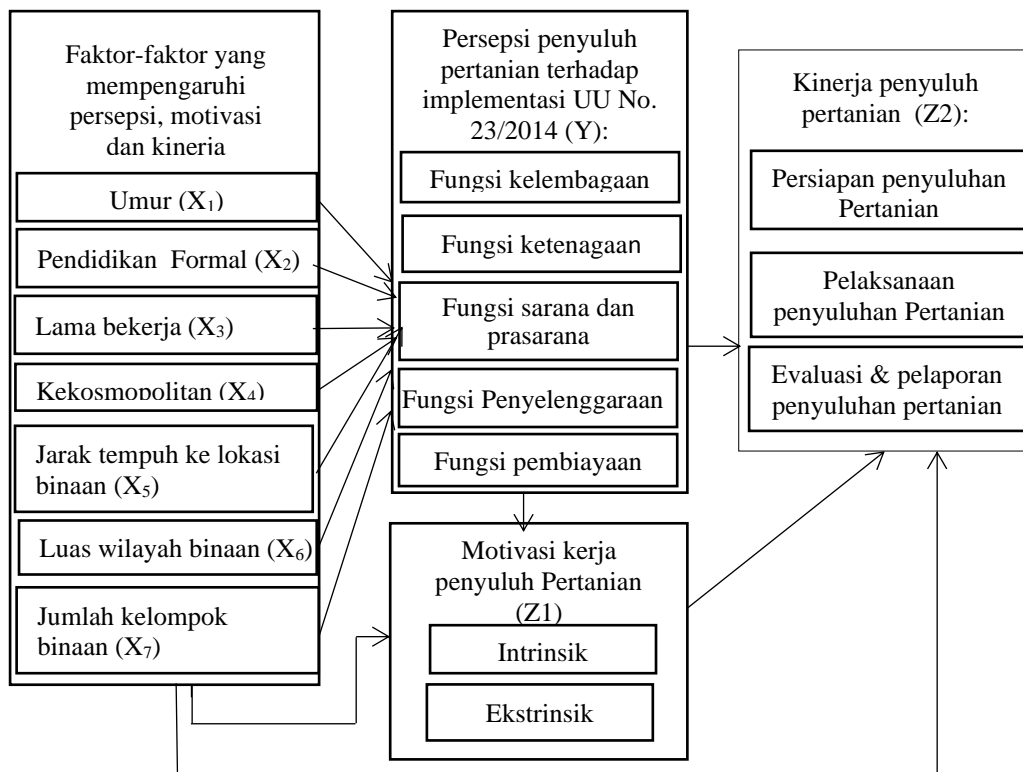 Faktor-faktor yang
mempengaruhi
persepsi, motivasi
dan kineria
Umur (X₁)
Pendidikan Formal (X₂)
Lama bekerja (X₃)
Kekosmopolitan (X₄)
Jarak tempuh ke lokasi
binaan (X₅)
Luas wilayah binaan (X₆)
Jumlah kelompok
binaan (X₇)
Persepsi penyuluh
pertanian terhadap
implementasi UU No.
23/2014 (Y):
Fungsi kelembagaan
Fungsi ketenagaan
Fungsi sarana dan
prasarana
Fungsi Penyelenggaraan
Fungsi pembiayaan
Motivasi kerja
penyuluh Pertanian
(Z1)
Intrinsik
Ekstrinsik
Kinerja penyuluh
pertanian (Z2):
Persiapan penyuluhan
Pertanian
Pelaksanaan
penyuluhan Pertanian
Evaluasi & pelaporan
penyuluhan pertanian